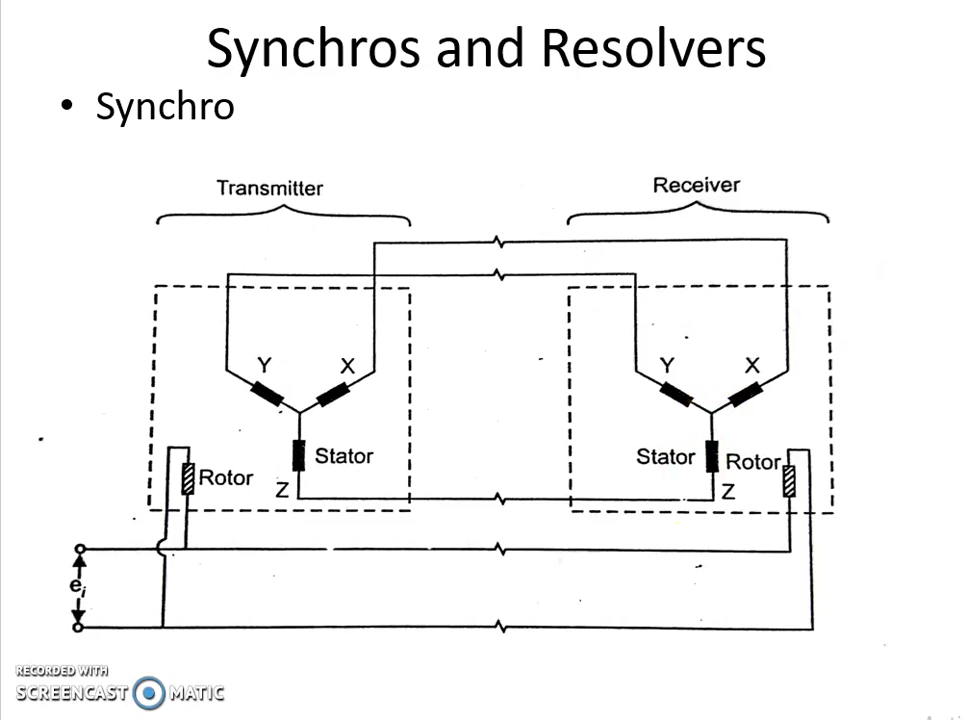 Synchros and Resolvers
• Synchro
Transmitter
Receiver
Y X
Y X
Stator
Rotor
Z
Stator
Rotor
Z
ei
RECORDED WITH
SCREENCAST MATIC